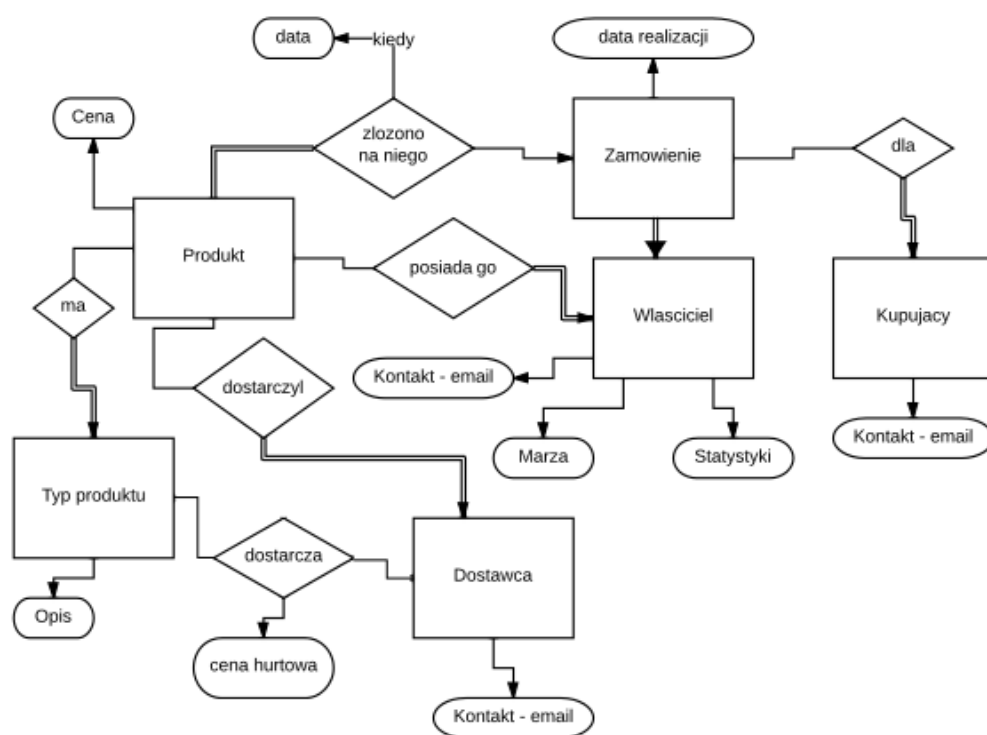 data
kiedy
data realizacji
Cena
zlozono
na niego
Zamowienie
dla
Produkt
posiada go
Wlasciciel
Kupujacy
ma
dostarczyl
Kontakt - email
Kontakt - email
Marza
Statystyki
Typ produktu
dostarcza
Dostawca
Opis
cena hurtowa
Kontakt - email